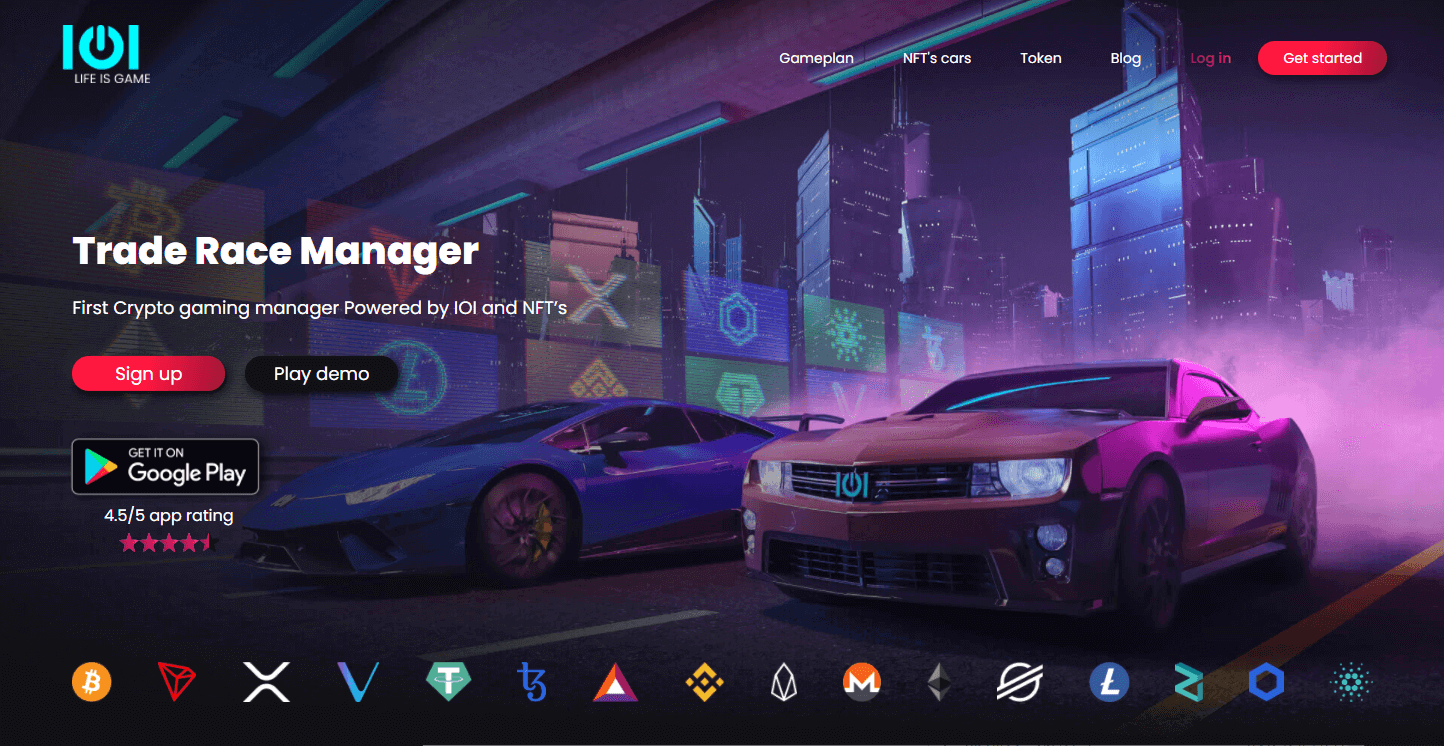 IOI
LIFE IS GAME
Gameplan
NFT's cars
Token
Blog
Log in
Get started
Trade Race Manager
First Crypto gaming manager Powered by IOI and NFT’s
Sign up
Play demo
GET IT ON
Google Play
4.5/5 app rating
IOI